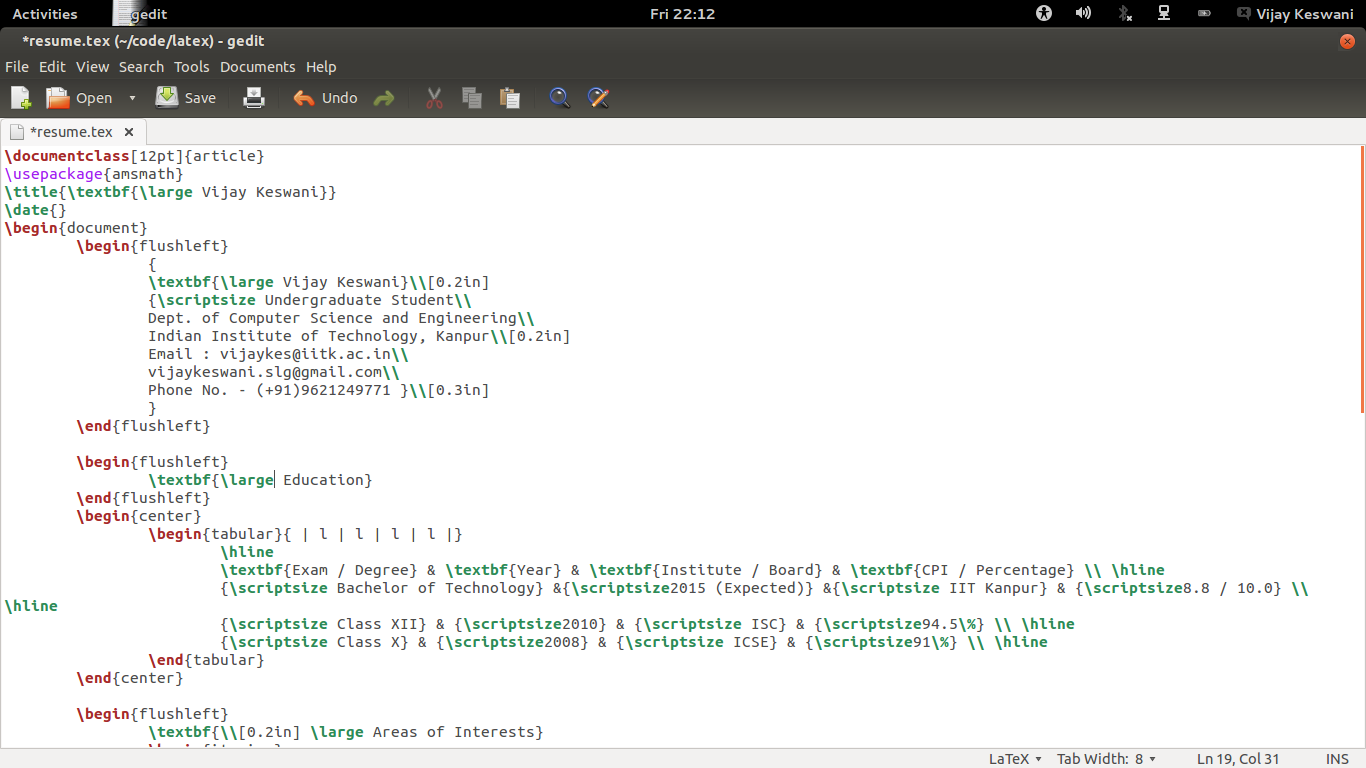 Activities gedit Fri 22:12 Vijay Keswani
*resume.tex (~/code/latex) - gedit
File Edit View Search Tools Documents Help
Open Save Undo
*resume.tex
\documentclass[12pt]{article}
\usepackage{amsmath}
\title{\textbf{\large Vijay Keswani}}
\date{}
\begin{document}
\begin{flushleft}
{
\textbf{\large Vijay Keswani}\\[0.2in]
{\scriptsize Undergraduate Student\\
Dept. of Computer Science and Engineering\\
Indian Institute of Technology, Kanpur\\[0.2in]
Email : vijaykes@iitk.ac.in\\
vijaykeswani.slg@gmail.com\\
Phone No. - (+91)9621249771 }\\[0.3in]
}
\end{flushleft}
\begin{flushleft}
\textbf{\large Education}
\end{flushleft}
\begin{center}
\begin{tabular}{ | l | l | l | l |}
\hline
\textbf{Exam / Degree} & \textbf{Year} & \textbf{Institute / Board} & \textbf{CPI / Percentage} \\ \hline
{\scriptsize Bachelor of Technology} &{\scriptsize2015 (Expected)} &{\scriptsize IIT Kanpur} & {\scriptsize8.8 / 10.0} \\
\hline
{\scriptsize Class XII} & {\scriptsize2010} & {\scriptsize ISC} & {\scriptsize94.5\%} \\ \hline
{\scriptsize Class X} & {\scriptsize2008} & {\scriptsize ICSE} & {\scriptsize91\%} \\ \hline
\end{tabular}
\end{center}
\begin{flushleft}
\textbf{\\[0.2in] \large Areas of Interests}
LaTeX Tab Width: 8 Ln 19, Col 31 INS